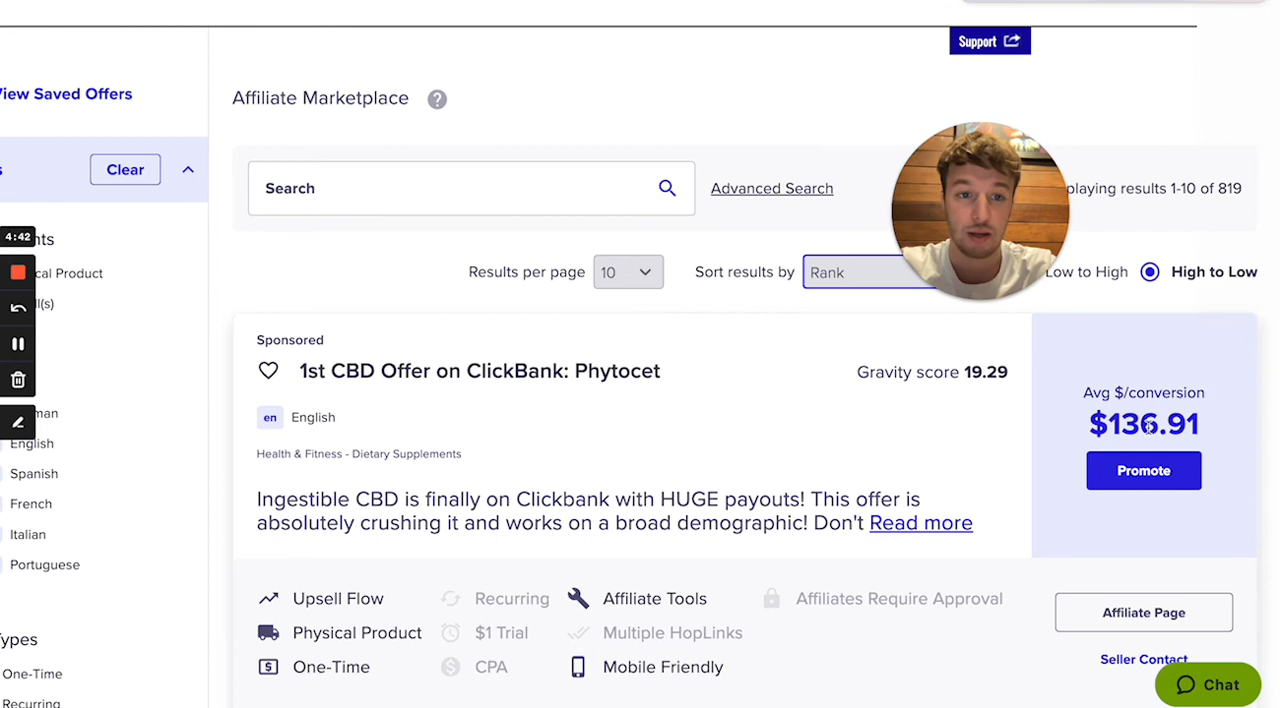 Support
View Saved Offers
Affiliate Marketplace ?
Clear
Search
Advanced Search
playing results 1-10 of 819
4:42
nts
cal Product
ll(s)
Results per page 10
Sort results by Rank
Low to High
High to Low
Sponsored
1st CBD Offer on ClickBank: Phytocet
Gravity score 19.29
Avg $/conversion
$136.91
Promote
en English
Health & Fitness - Dietary Supplements
Ingestible CBD is finally on Clickbank with HUGE payouts! This offer is
absolutely crushing it and works on a broad demographic! Don't Read more
man
English
Spanish
French
Italian
Portuguese
Upsell Flow
Recurring
Affiliate Tools
Affiliates Require Approval
Physical Product
$1 Trial
Multiple HopLinks
One-Time
CPA
Mobile Friendly
Affiliate Page
Seller Contact
Chat
Types
One-Time
Recurring